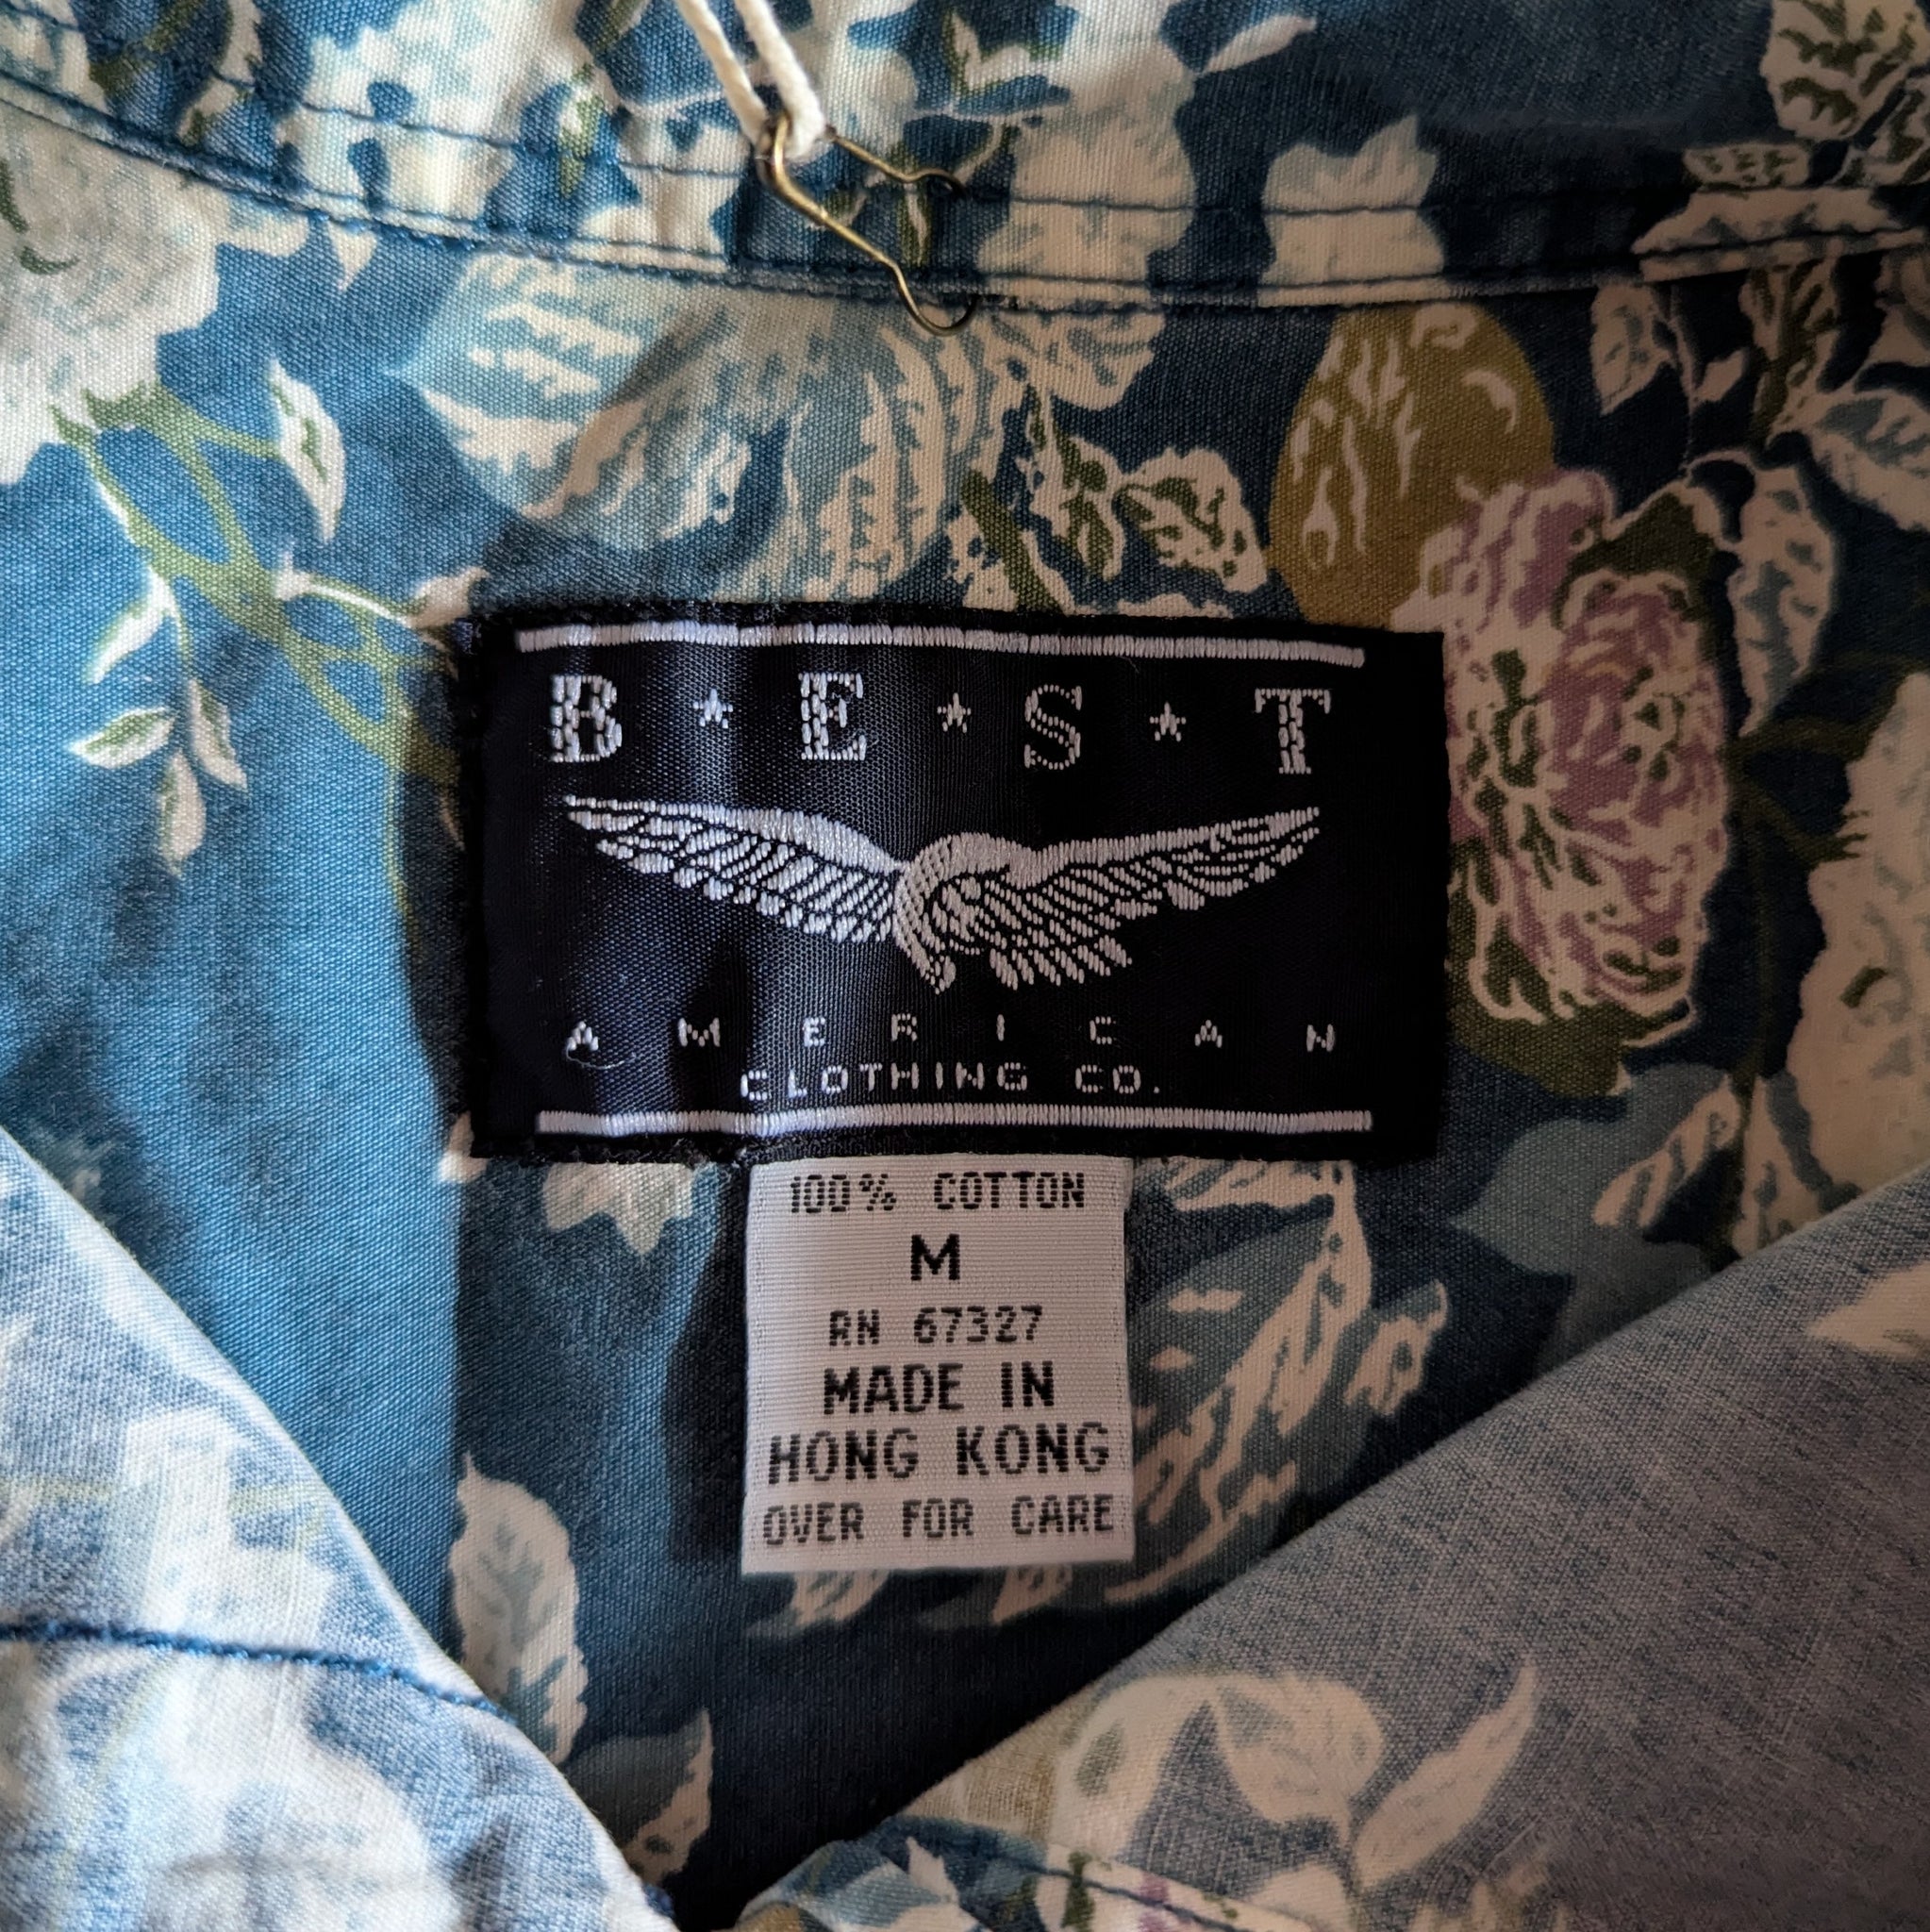 B★E★S★T
AMERICAN
CLOTHING CO.
100% COTTON
M
RN 67327
MADE IN
HONG KONG
OVER FOR CARE